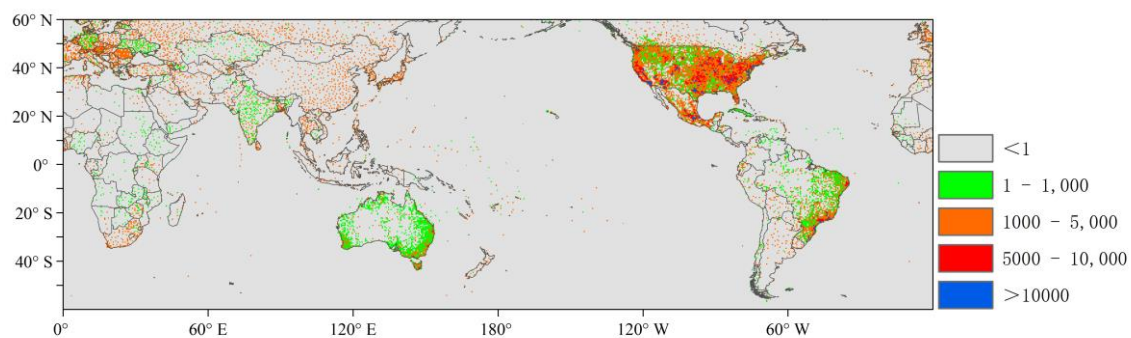 60° N
40° N
20° N
0°
20° S
40° S
0°
60° E
120° E
180°
120° W
60° W
<1
1 - 1,000
1000 - 5,000
5000 - 10,000
>10000